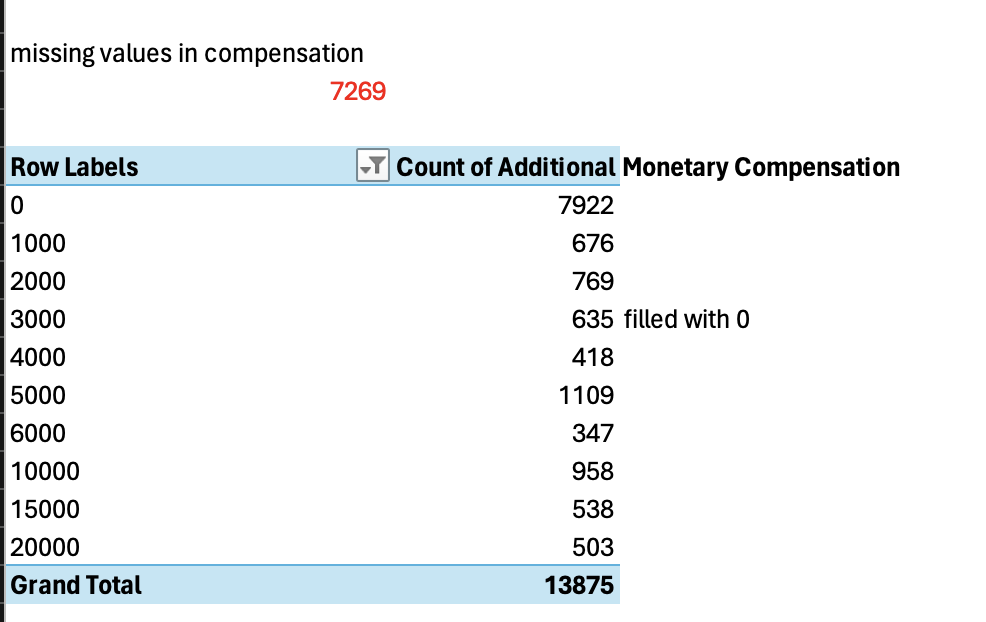 missing values in compensation
7269
Row Labels Count of Additional Monetary Compensation
0 7922
1000 676
2000 769
3000 635 filled with 0
4000 418
5000 1109
6000 347
10000 958
15000 538
20000 503
Grand Total 13875